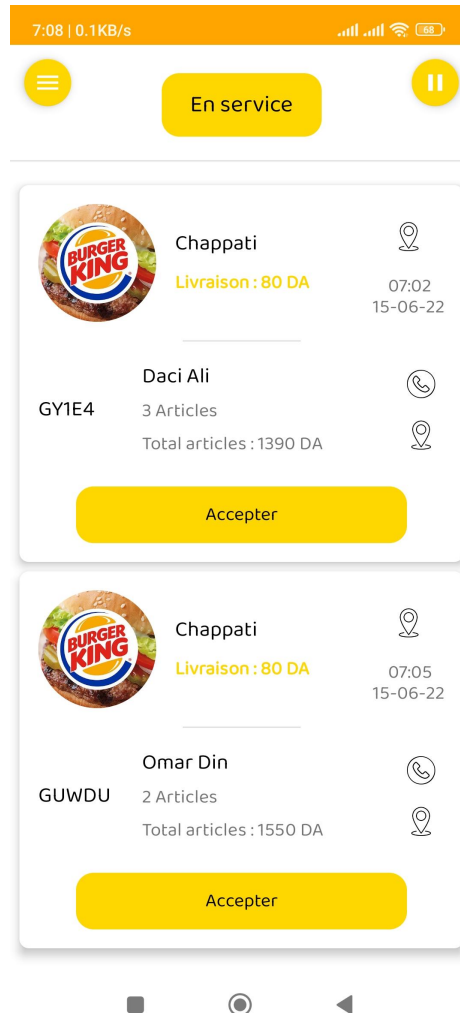 7:08 | 0.1KB/s
68
En service
BURGER
KING
Chappati
Livraison : 80 DA
07:02
15-06-22
Daci Ali
GY1E4
3 Articles
Total articles : 1390 DA
Accepter
BURGER
KING
Chappati
Livraison : 80 DA
07:05
15-06-22
Omar Din
GUWDU
2 Articles
Total articles : 1550 DA
Accepter